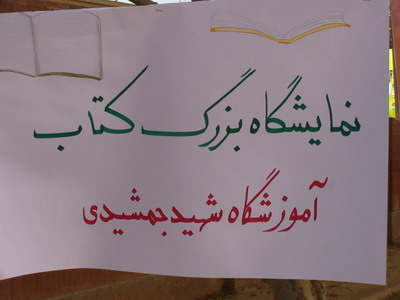 نمایشگاه بزرگ کتاب
آموزشگاه شهید جمشیدی